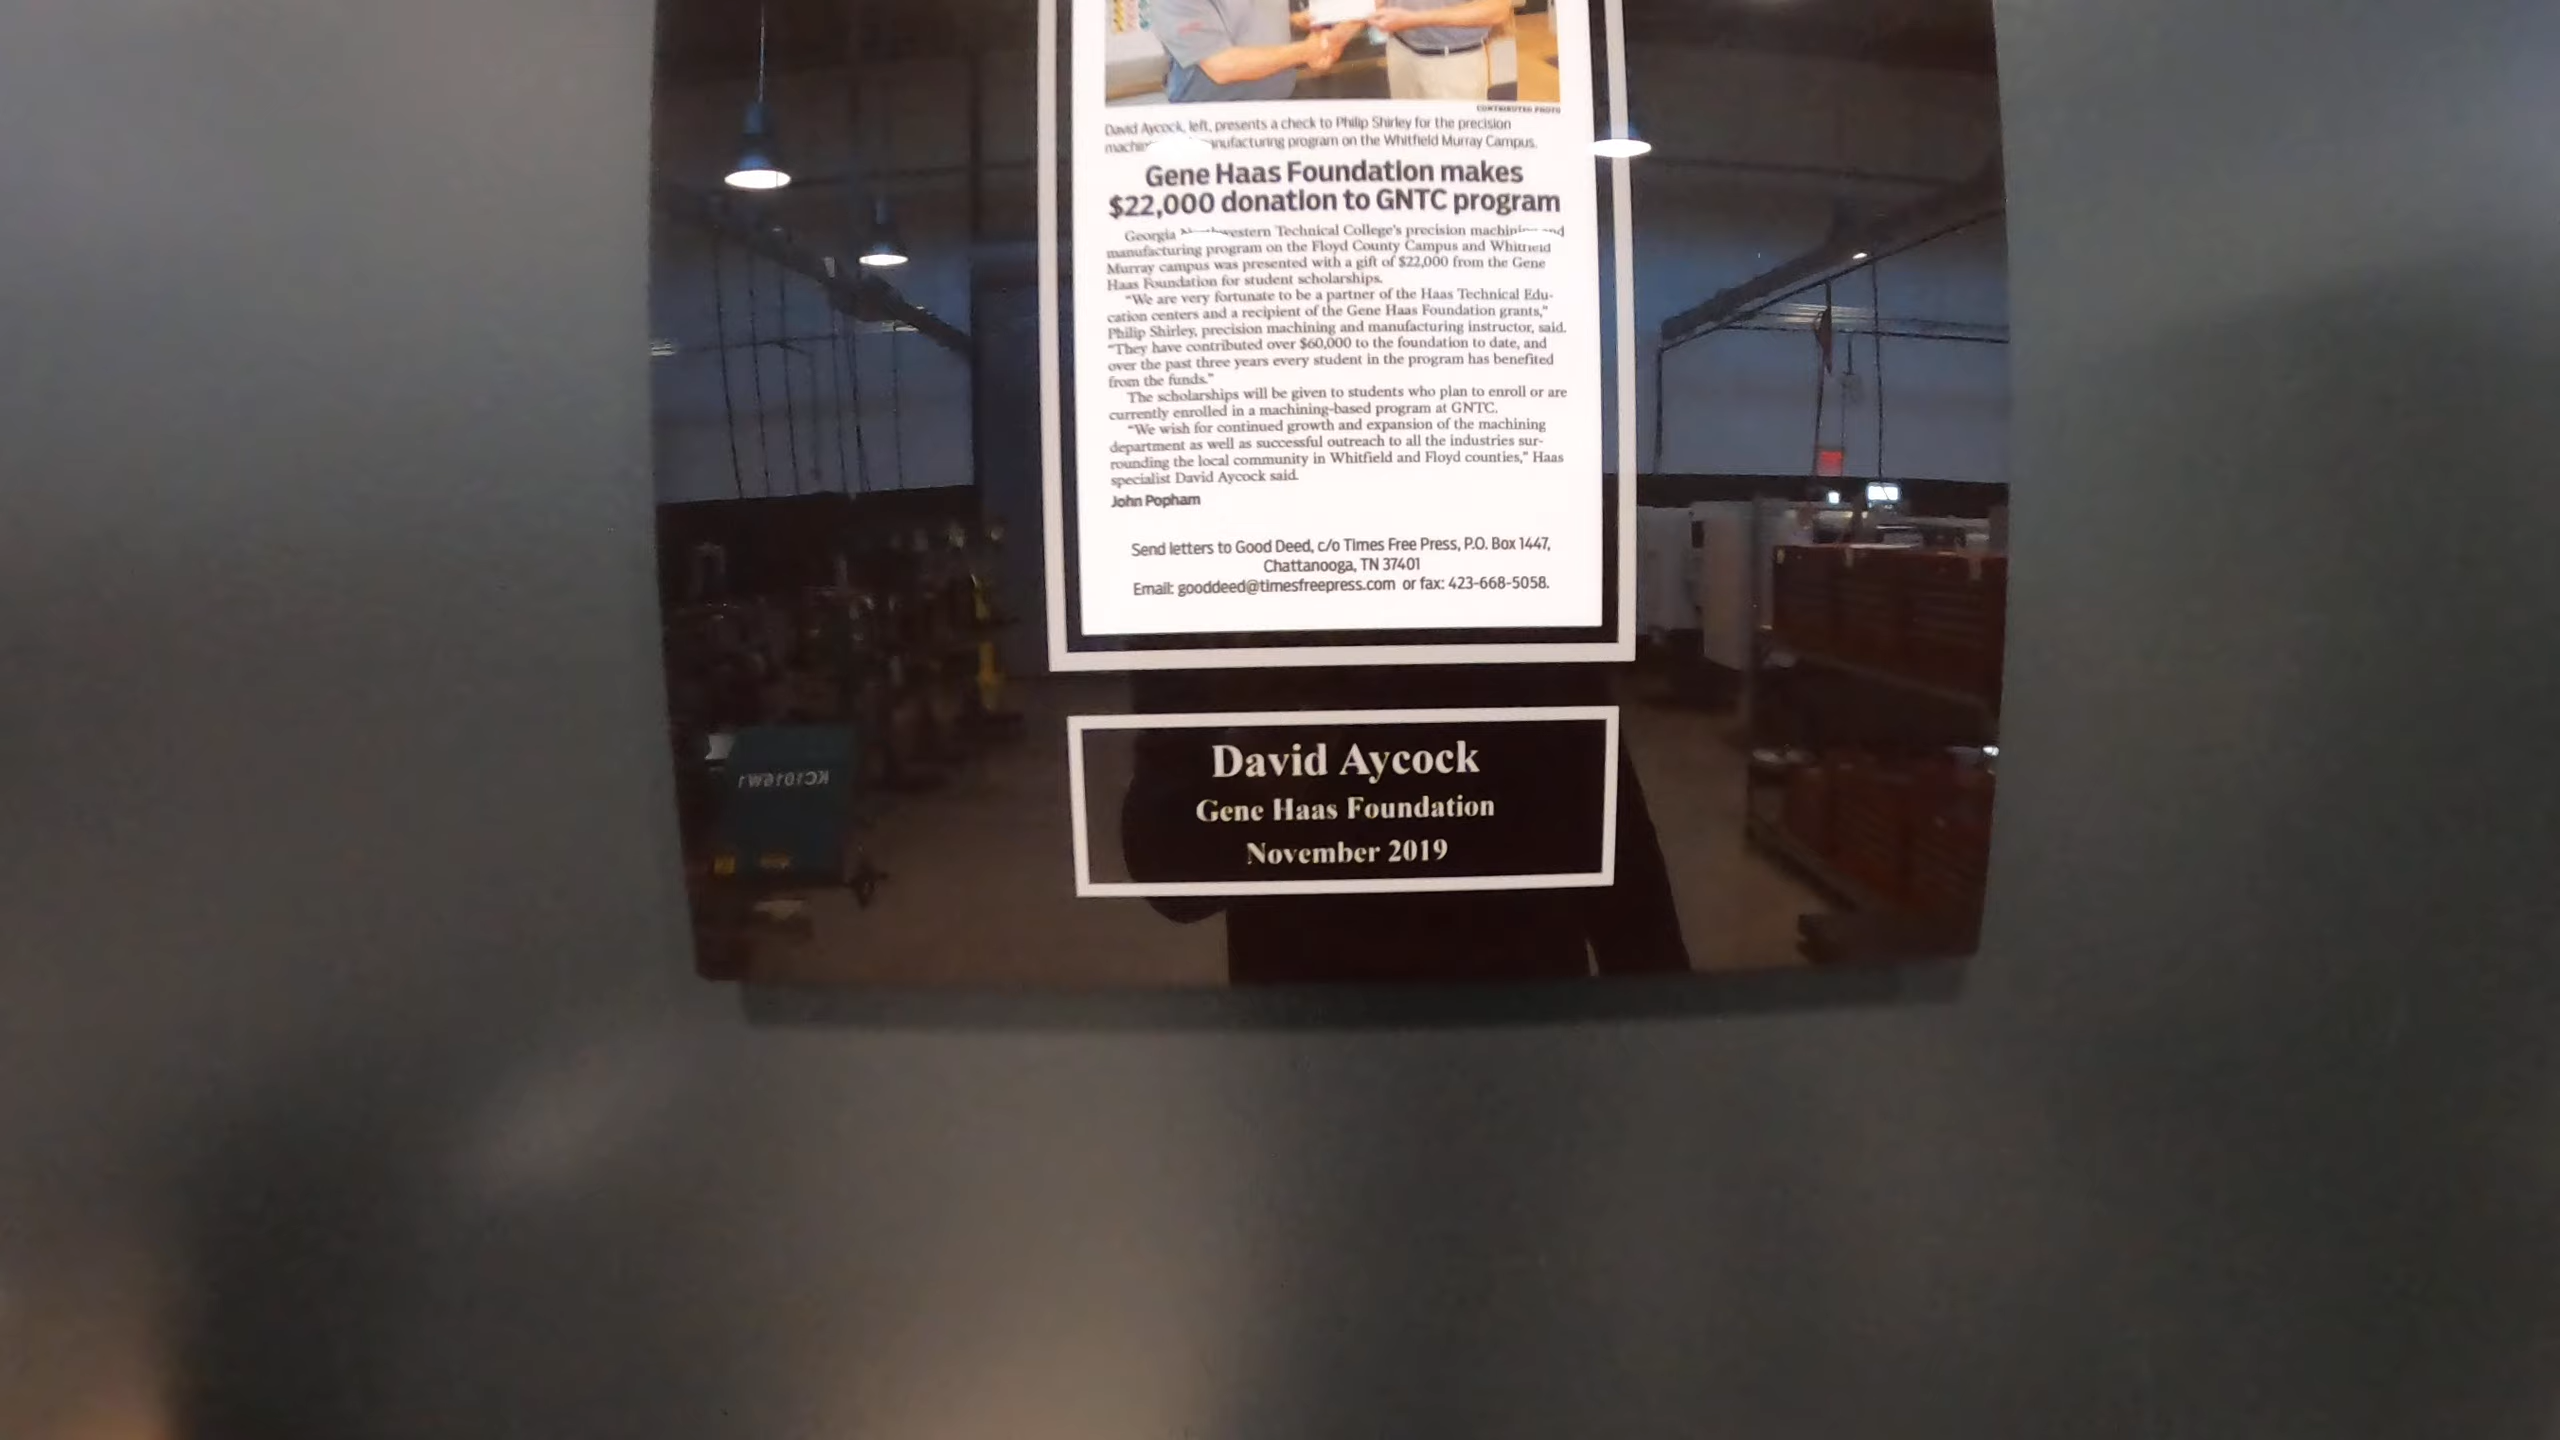 CONTRIBUTED PHOTO
David Aycock, left, presents a check to Philip Shirley for the precision
anufacturing program on the Whitfield Murray Campus.
Gene Haas Foundation makes
$22,000 donation to GNTC program
Georgia Northwestern Technical College's precision machining and
manufacturing program on the Floyd County Campus and Whitfield
Murray campus was presented with a gift of $22,000 from the Gene
Haas Foundation for student scholarships.
"We are very fortunate to be a partner of the Haas Technical Edu-
cation centers and a recipient of the Gene Haas Foundation grants,"
Philip Shirley, precision machining and manufacturing instructor, said.
"They have contributed over $60,000 to the foundation to date, and
over the past three years every student in the program has benefited
from the funds."
The scholarships will be given to students who plan to enroll or are
currently enrolled in a machining-based program at GNTC.
"We wish for continued growth and expansion of the machining
department as well as successful outreach to all the industries sur-
rounding the local community in Whitfield and Floyd counties," Haas
specialist David Aycock said.
John Popham
Send letters to Good Deed, c/o Times Free Press, P.O. Box 1447,
Chattanooga, TN 37401
Email: gooddeed@timesfreepress.com or fax: 423-668-5058.
David Aycock
Gene Haas Foundation
November 2019